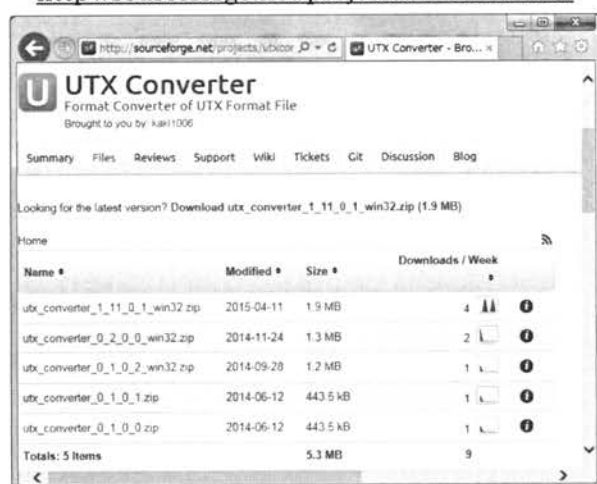 http://sourceforge.net/projects/utxcor
UTX Converter - Bro...
U
UTX Converter
Format Converter of UTX Format File
Brought to you by: kaki1006
Summary Files Reviews Support Wiki Tickets Git Discussion Blog
Looking for the latest version? Download utx_converter_1_11_0_1_win32.zip (1.9 MB)
Home
Name Modified Size Downloads / Week
utx_converter_1_11_0_1_win32.zip 2015-04-11 1.9 MB 4
utx_converter_0_2_0_0_win32.zip 2014-11-24 1.3 MB 2
utx_converter_0_1_0_2_win32.zip 2014-09-28 1.2 MB 1
utx_converter_0_1_0_1.zip 2014-06-12 443.5 kB 1
utx_converter_0_1_0_0.zip 2014-06-12 443.5 kB 1
Totals: 5 Items 5.3 MB 9